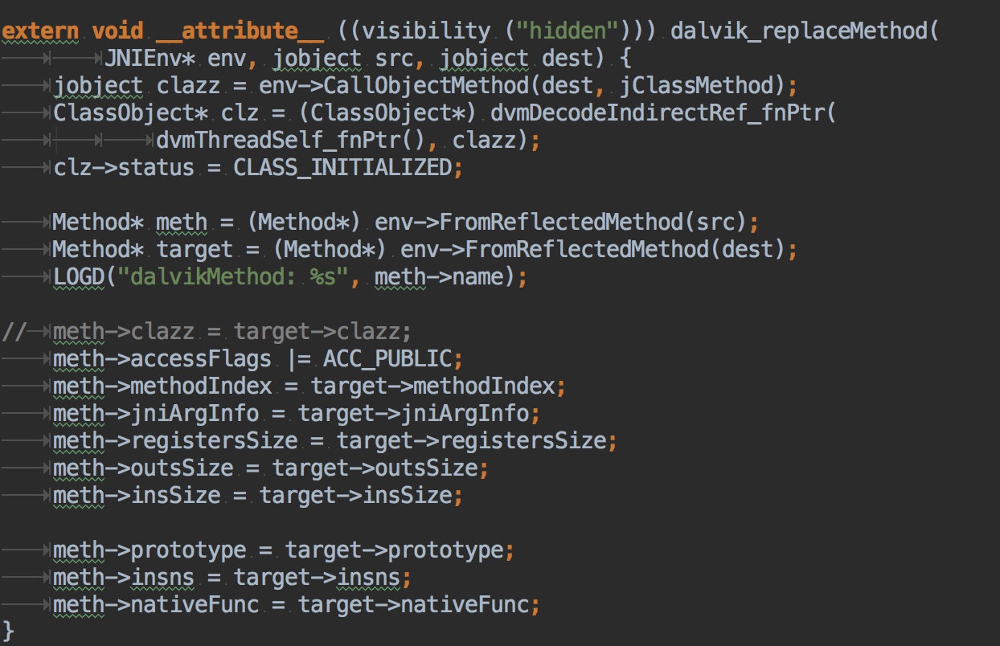 extern void __attribute__ ((visibility ("hidden"))) dalvik_replaceMethod(
		JNIEnv* env, jobject src, jobject dest) {
	jobject clazz = env->CallObjectMethod(dest, jClassMethod);
	ClassObject* clz = (ClassObject*) dvmDecodeIndirectRef_fnPtr(
			dvmThreadSelf_fnPtr(), clazz);
	clz->status = CLASS_INITIALIZED;

	Method* meth = (Method*) env->FromReflectedMethod(src);
	Method* target = (Method*) env->FromReflectedMethod(dest);
	LOGD("dalvikMethod: %s", meth->name);

//	meth->clazz = target->clazz;
	meth->accessFlags |= ACC_PUBLIC;
	meth->methodIndex = target->methodIndex;
	meth->jniArgInfo = target->jniArgInfo;
	meth->registersSize = target->registersSize;
	meth->outsSize = target->outsSize;
	meth->insSize = target->insSize;

	meth->prototype = target->prototype;
	meth->insns = target->insns;
	meth->nativeFunc = target->nativeFunc;
}